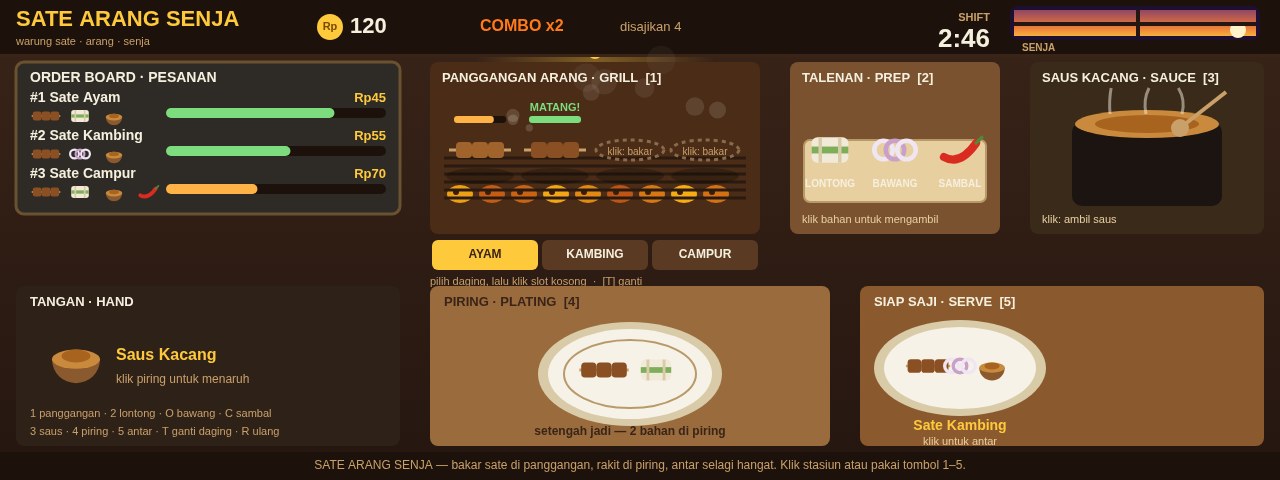 SATE ARANG SENJA
warung sate · arang · senja
Rp 120
COMBO x2
disajikan 4
SHIFT
2:46
SENJA
ORDER BOARD · PESANAN
#1 Sate Ayam Rp45
#2 Sate Kambing Rp55
#3 Sate Campur Rp70
PANGGANGAN ARANG · GRILL [1]
MATANG!
klik: bakar klik: bakar
AYAM KAMBING CAMPUR
pilih daging, lalu klik slot kosong · [T] ganti
TALENAN · PREP [2]
LONTONG BAWANG SAMBAL
klik bahan untuk mengambil
SAUS KACANG · SAUCE [3]
klik: ambil saus
TANGAN · HAND
Saus Kacang
klik piring untuk menaruh
1 panggangan · 2 lontong · O bawang · C sambal
3 saus · 4 piring · 5 antar · T ganti daging · R ulang
PIRING · PLATING [4]
setengah jadi — 2 bahan di piring
SIAP SAJI · SERVE [5]
Sate Kambing
klik untuk antar
SATE ARANG SENJA — bakar sate di panggangan, rakit di piring, antar selagi hangat. Klik stasiun atau pakai tombol 1–5.